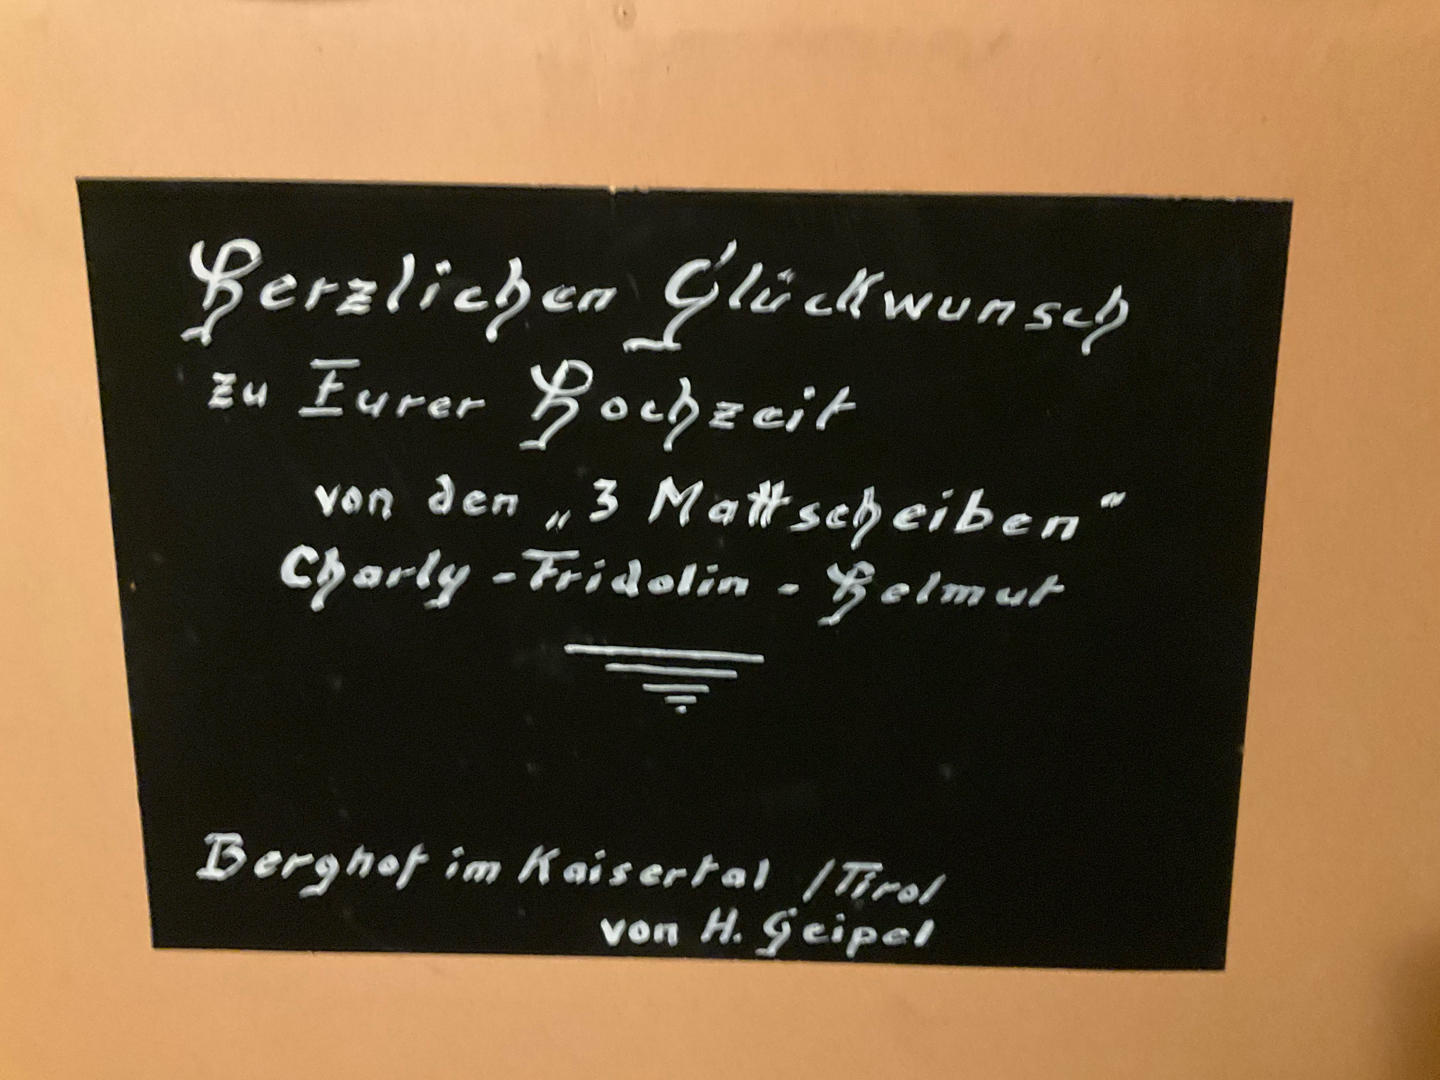 Herzlichen Glückwunsch
zu Eurer Hochzeit
von den „3 Mattscheiben“
Charly - Fridolin - Helmut
Berghof im Kaisertal /Tirol
von H. Geipel